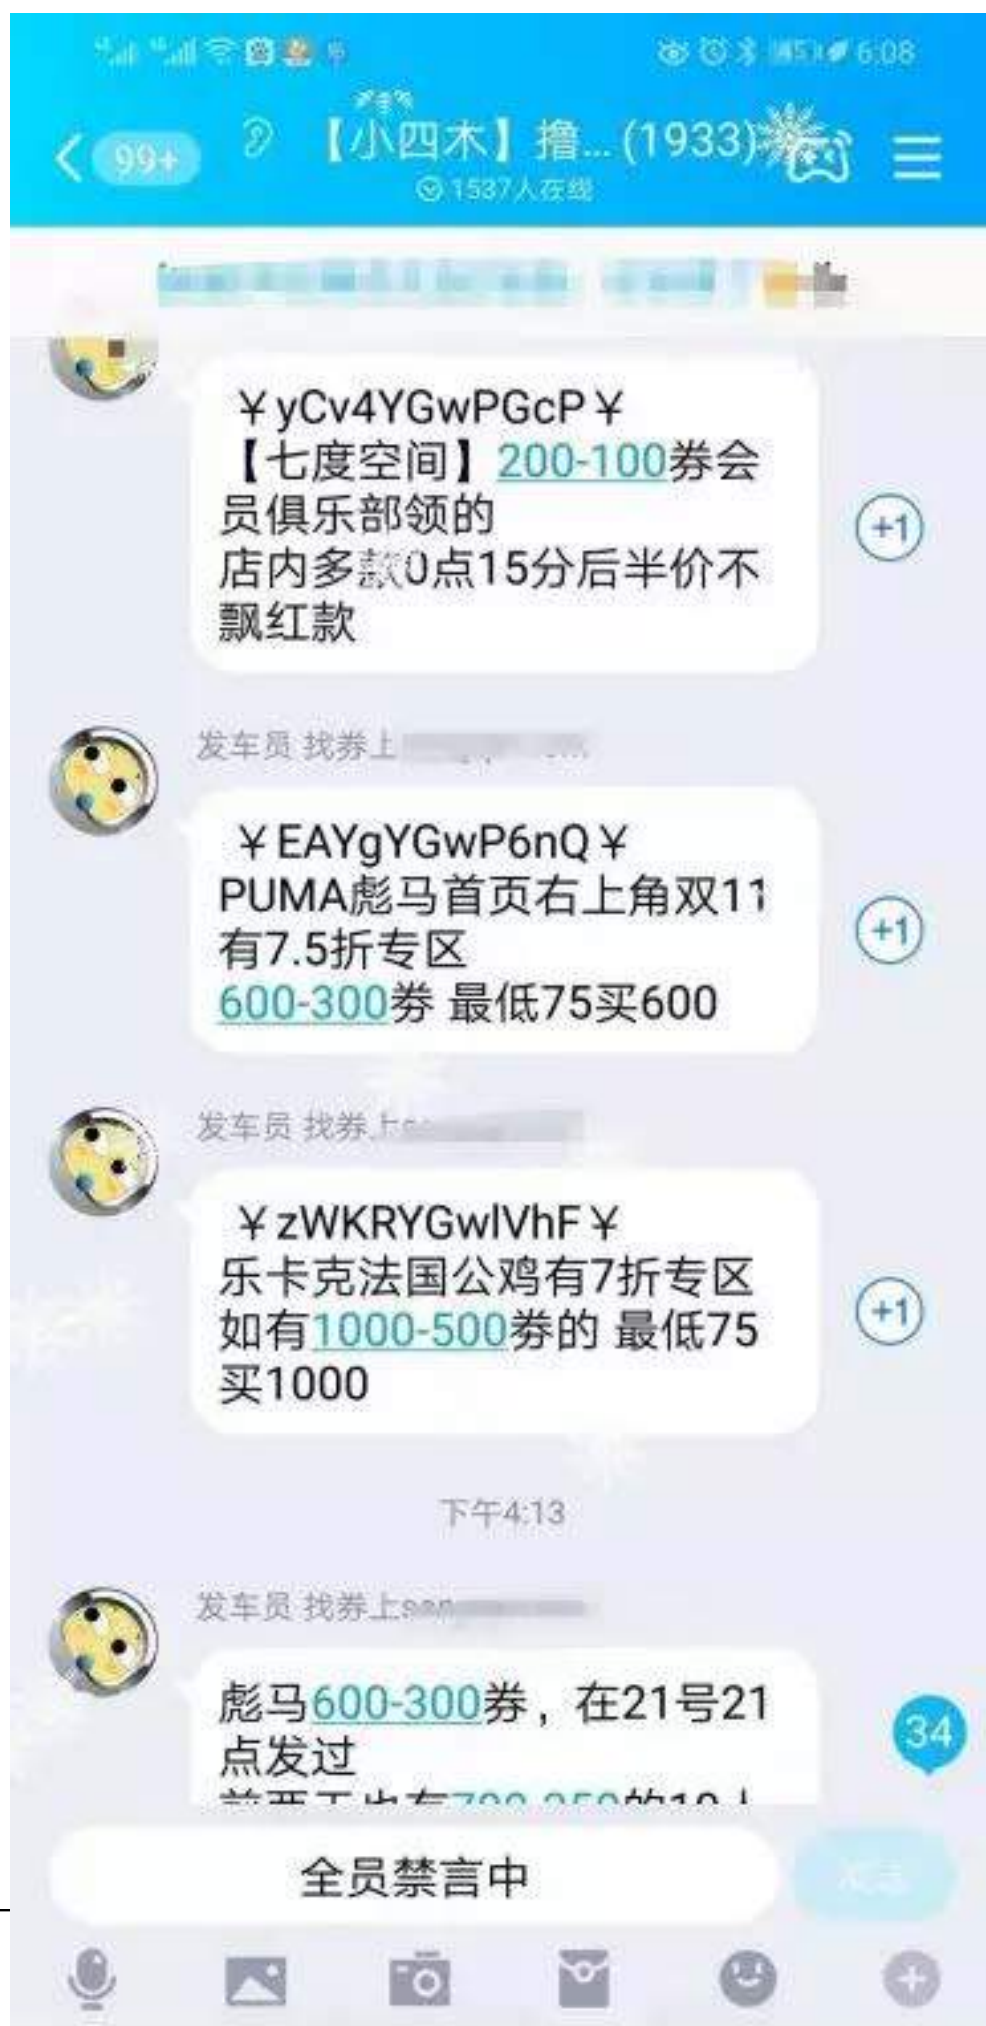 6:08
99+
【小四木】撸...(1933)
1537人在线
￥yCv4YGwPGcP￥
【七度空间】200-100券会
员俱乐部领的
店内多款0点15分后半价不
飘红款
+1
发车员 找券上
￥EAYgYGwP6nQ￥
PUMA彪马首页右上角双11
有7.5折专区
600-300券 最低75买600
+1
发车员 找券上
￥zWKRYGwlVhF￥
乐卡克法国公鸡有7折专区
如有1000-500券的 最低75
买1000
+1
下午4:13
发车员 找券上
彪马600-300券，在21号21
点发过
34
全员禁言中